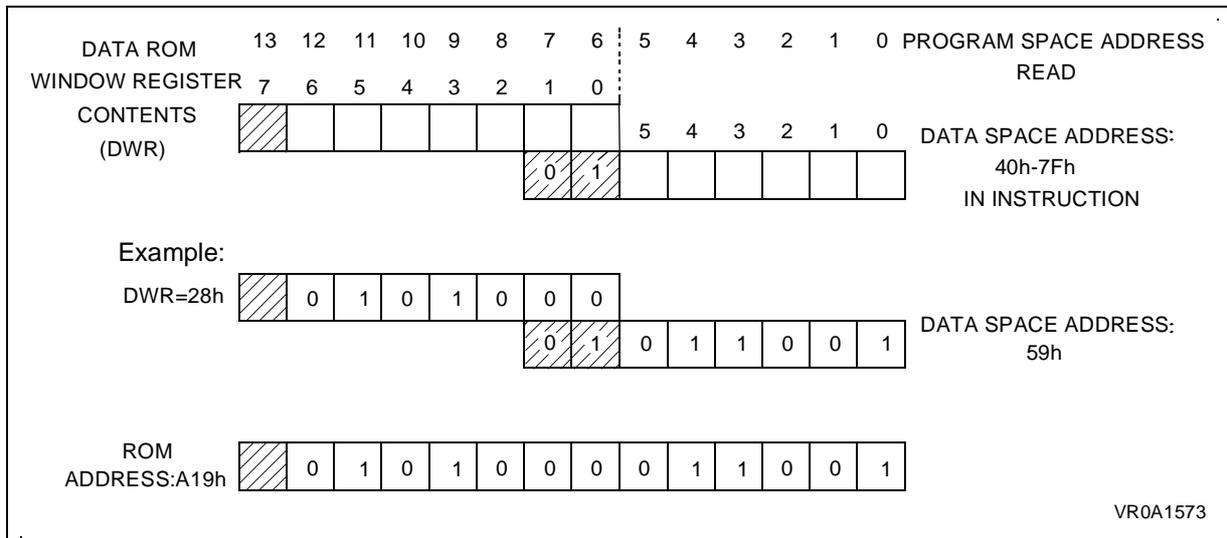 13 12 11 10 9 8 7 6 5 4 3 2 1 0 PROGRAM SPACE ADDRESS
READ
DATA ROM
WINDOW REGISTER 7 6 5 4 3 2 1 0
CONTENTS
(DWR)
5 4 3 2 1 0 DATA SPACE ADDRESS:
0 1 40h-7Fh
IN INSTRUCTION
Example:
DWR=28h 0 1 0 1 0 0 0
0 1 0 1 1 0 0 1 DATA SPACE ADDRESS:
59h
ROM
ADDRESS:A19h 0 1 0 1 0 0 0 0 1 1 0 0 1
VR0A1573